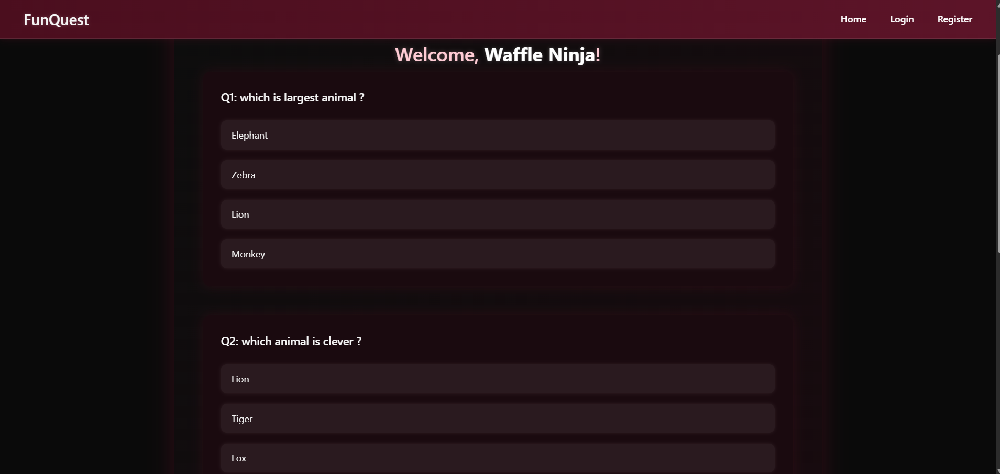 FunQuest
Home
Login
Register
Welcome, Waffle Ninja!
Q1: which is largest animal ?
Elephant
Zebra
Lion
Monkey
Q2: which animal is clever ?
Lion
Tiger
Fox